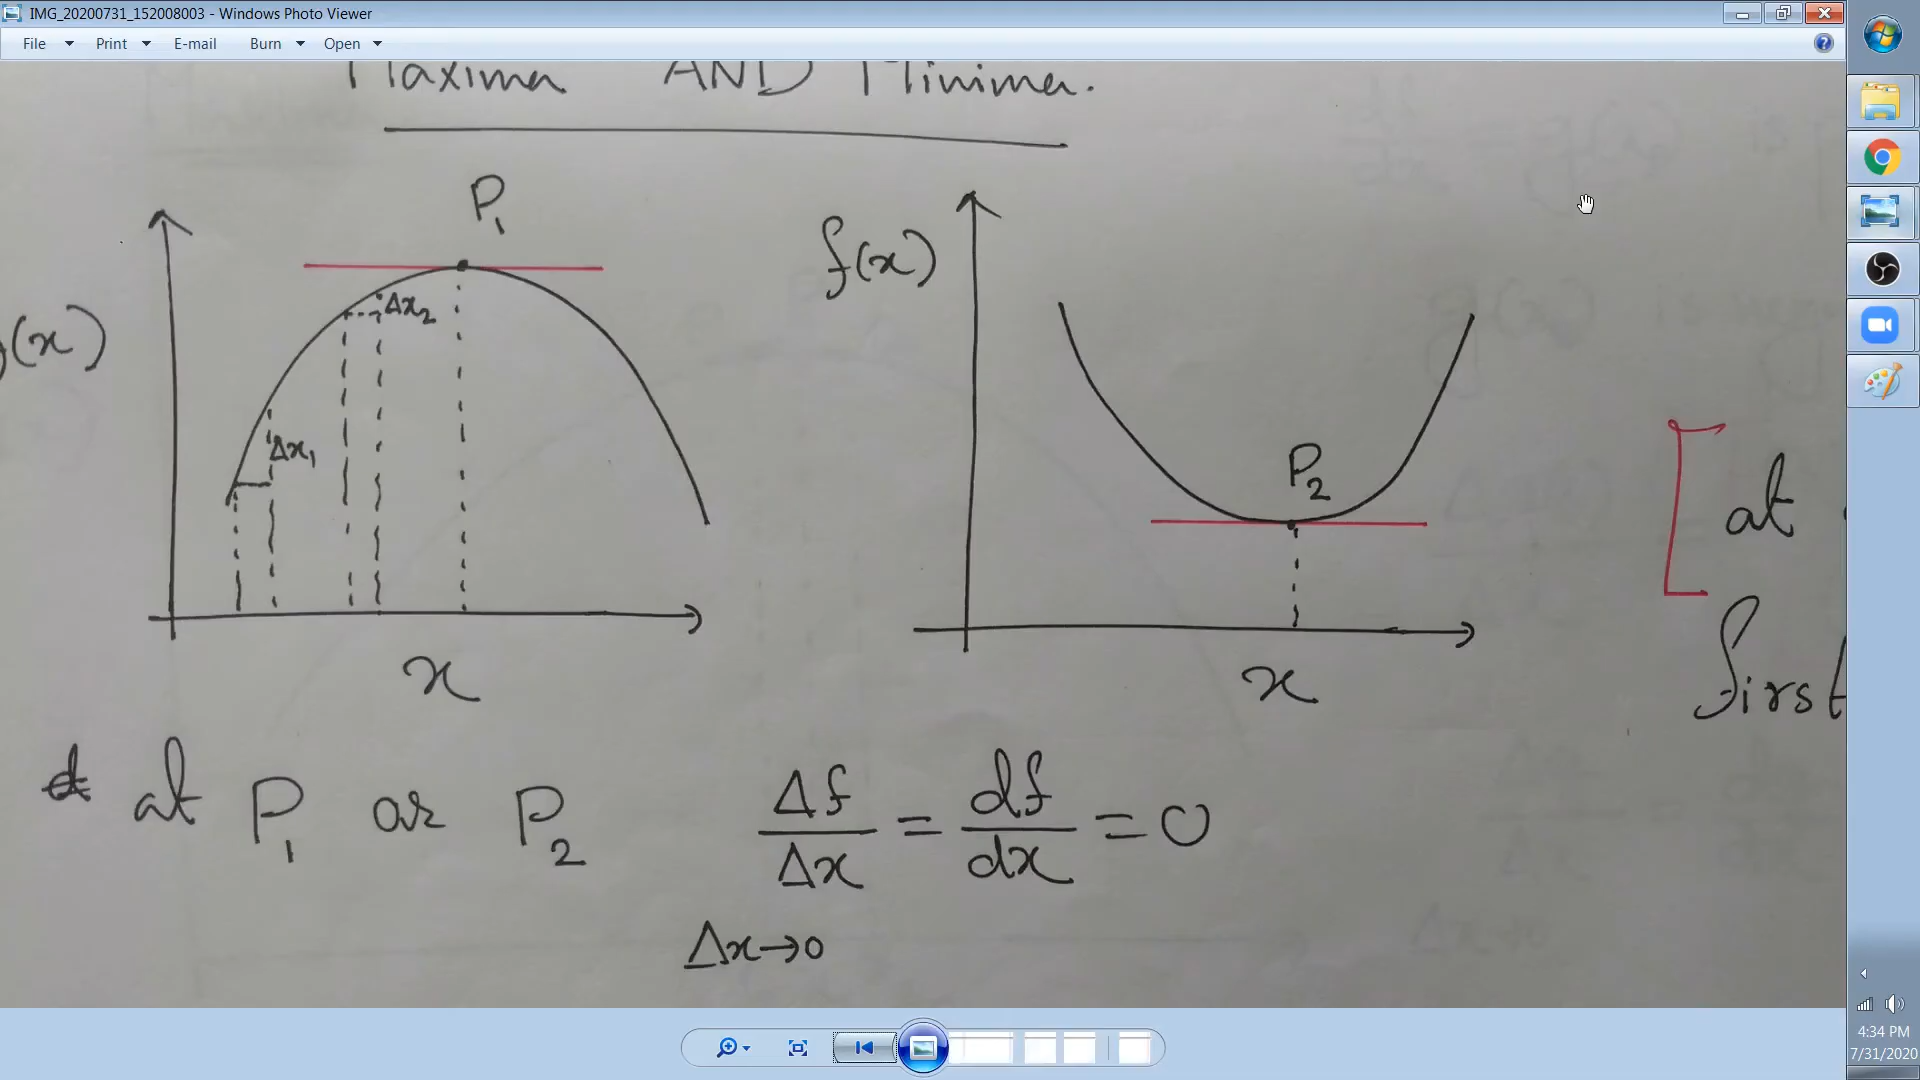 IMG_20200731_152008003 - Windows Photo Viewer
File Print E-mail Burn Open
Maxima AND Minima.
P₁
f(x)
Δx₂
(x)
Δx₁
P₂
at
x
x
first
at P₁ or P₂ Δf/Δx = df/dx = 0
Δx→0
4:34 PM
7/31/2020